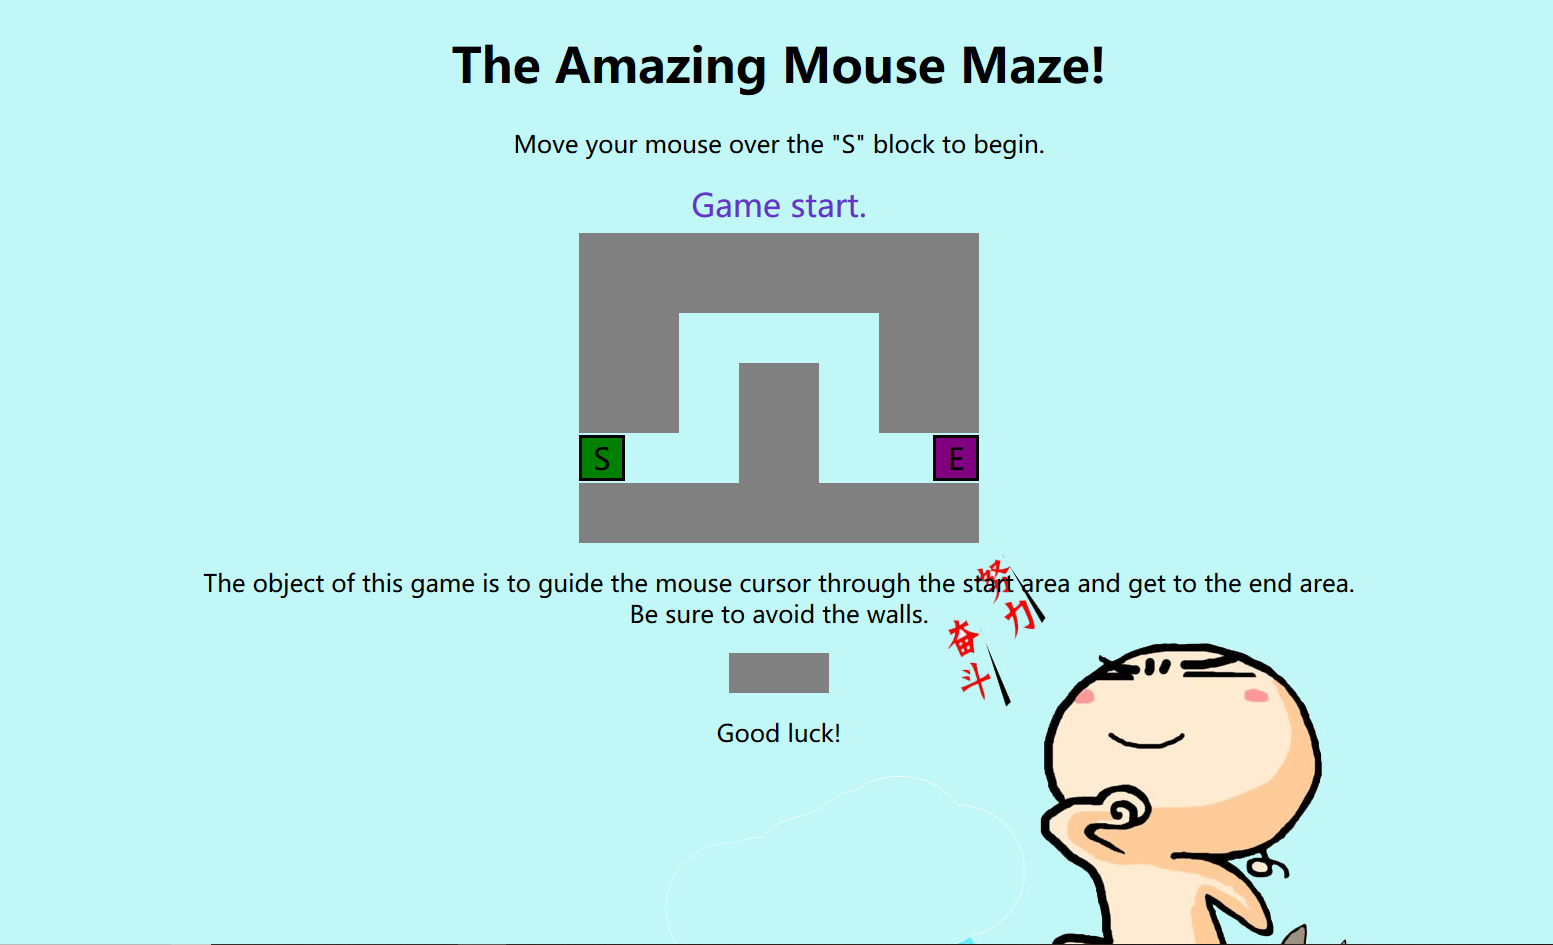 The Amazing Mouse Maze!
Move your mouse over the "S" block to begin.
Game start.
S
E
The object of this game is to guide the mouse cursor through the start area and get to the end area.
Be sure to avoid the walls.
努力
奋斗
Good luck!